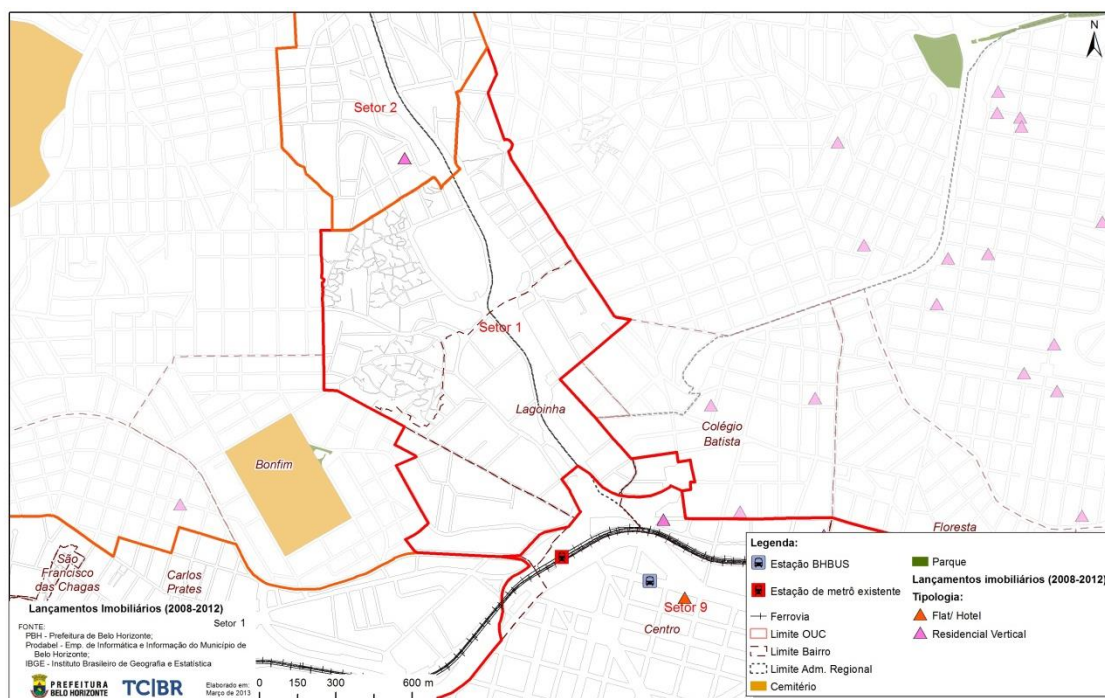 N
Setor 2
Setor 1
Lagoinha
Colégio
Batista
Bonfim
Floresta
São
Francisco
das Chagas
Carlos
Prates
Setor 9
Centro
Lançamentos Imobiliários (2008-2012)
Setor 1
FONTE:
PBH - Prefeitura de Belo Horizonte;
Prodabel - Emp. de Informática e Informação do Município de
Belo Horizonte;
IBGE - Instituto Brasileiro de Geografia e Estatística
PREFEITURA
BELO HORIZONTE
TC|BR
Elaborado em:
Março de 2013
0 150 300 600 m
Legenda:
Estação BHBUS
Estação de metrô existente
Ferrovia
Limite OUC
Limite Bairro
Limite Adm. Regional
Cemitério
Parque
Lançamentos imobiliários (2008-2012)
Tipologia:
Flat/ Hotel
Residencial Vertical